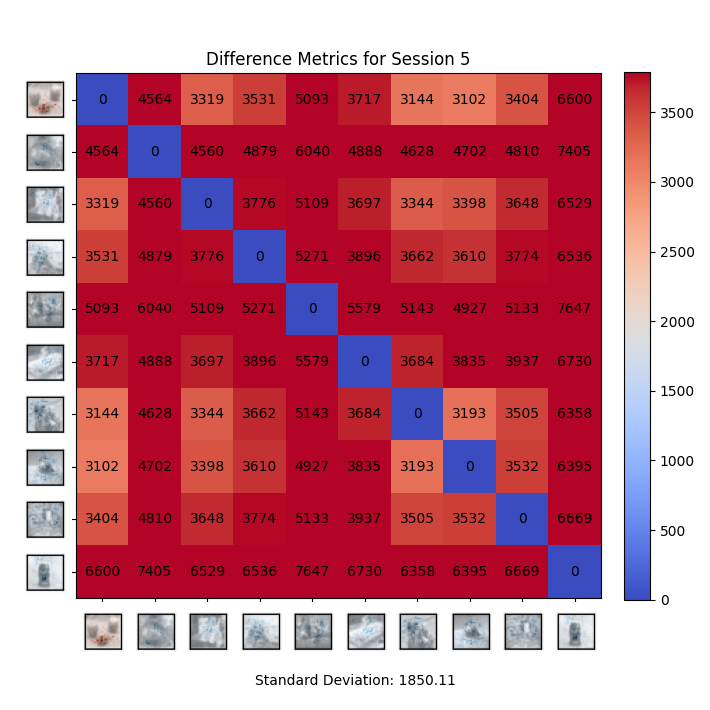 Difference Metrics for Session 5
0 4564 3319 3531 5093 3717 3144 3102 3404 6600
4564 0 4560 4879 6040 4888 4628 4702 4810 7405
3319 4560 0 3776 5109 3697 3344 3398 3648 6529
3531 4879 3776 0 5271 3896 3662 3610 3774 6536
5093 6040 5109 5271 0 5579 5143 4927 5133 7647
3717 4888 3697 3896 5579 0 3684 3835 3937 6730
3144 4628 3344 3662 5143 3684 0 3193 3505 6358
3102 4702 3398 3610 4927 3835 3193 0 3532 6395
3404 4810 3648 3774 5133 3937 3505 3532 0 6669
6600 7405 6529 6536 7647 6730 6358 6395 6669 0
3500
3000
2500
2000
1500
1000
500
0
Standard Deviation: 1850.11